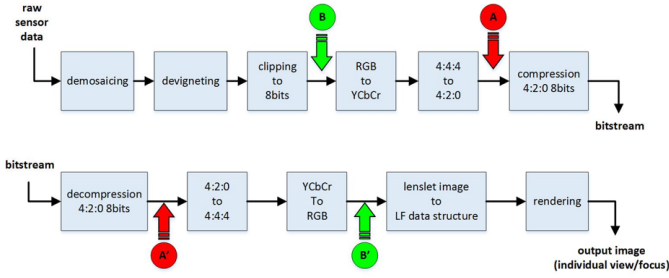 raw
sensor
data
B
A
demosaicing
devigneting
clipping
to
8bits
RGB
to
YCbCr
4:4:4
to
4:2:0
compression
4:2:0 8bits
bitstream
bitstream
decompression
4:2:0 8bits
4:2:0
to
4:4:4
YCbCr
To
RGB
lenslet image
to
LF data structure
rendering
A'
B'
output image
(individual view/focus)